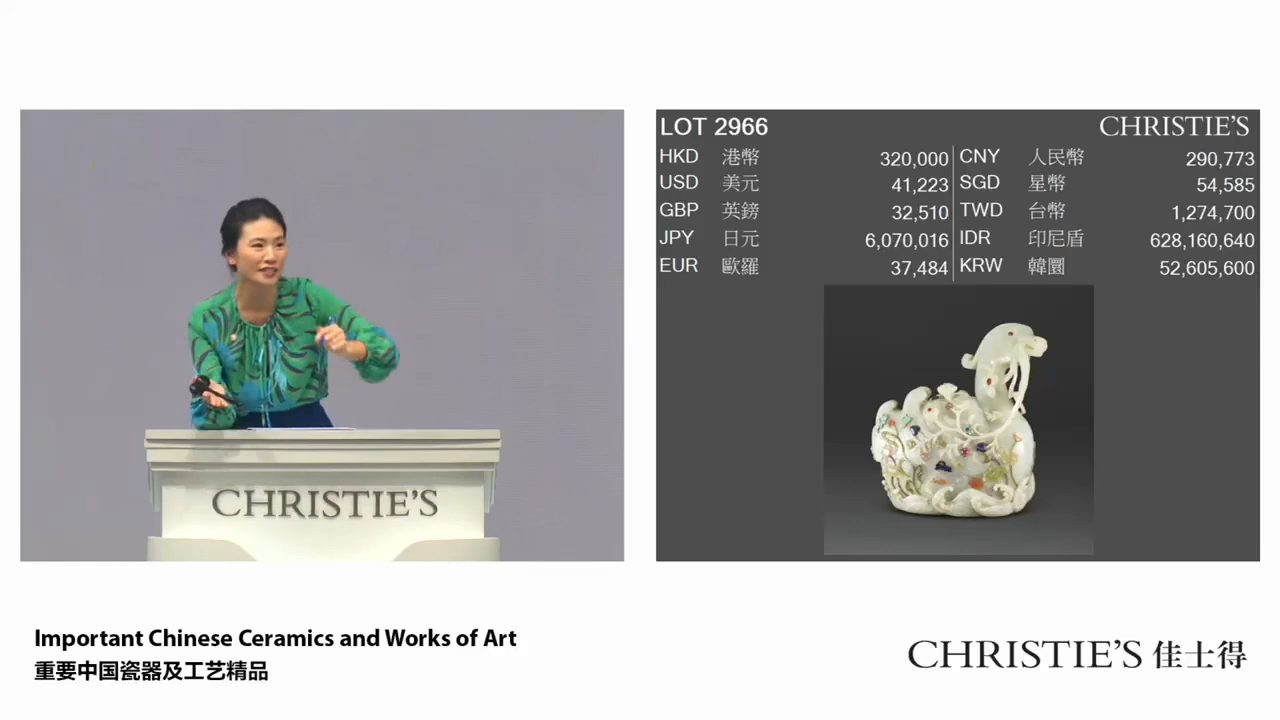 LOT 2966
CHRISTIE'S
HKD 港幣 320,000 CNY 人民幣 290,773
USD 美元 41,223 SGD 星幣 54,585
GBP 英鎊 32,510 TWD 台幣 1,274,700
JPY 日元 6,070,016 IDR 印尼盾 628,160,640
EUR 歐羅 37,484 KRW 韓圜 52,605,600
CHRISTIE'S
Important Chinese Ceramics and Works of Art
重要中国瓷器及工艺精品
CHRISTIE'S 佳士得